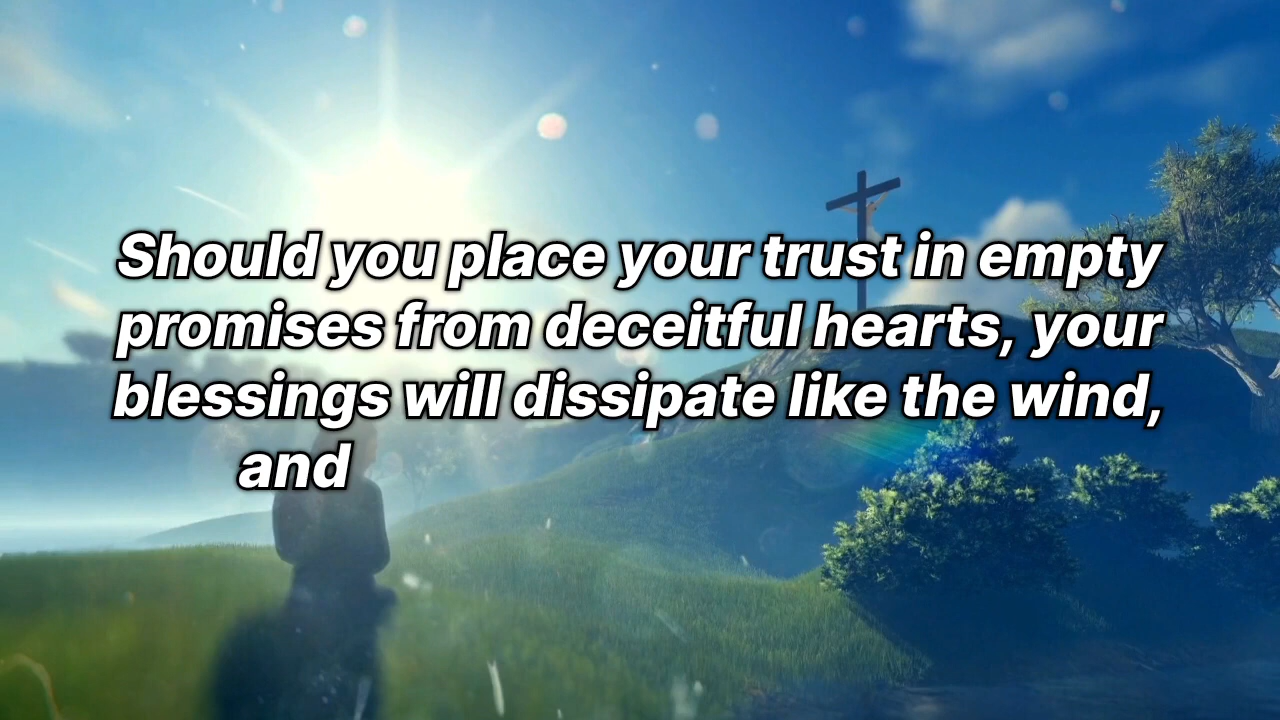 Should you place your trust in empty
promises from deceitful hearts, your
blessings will dissipate like the wind,
and